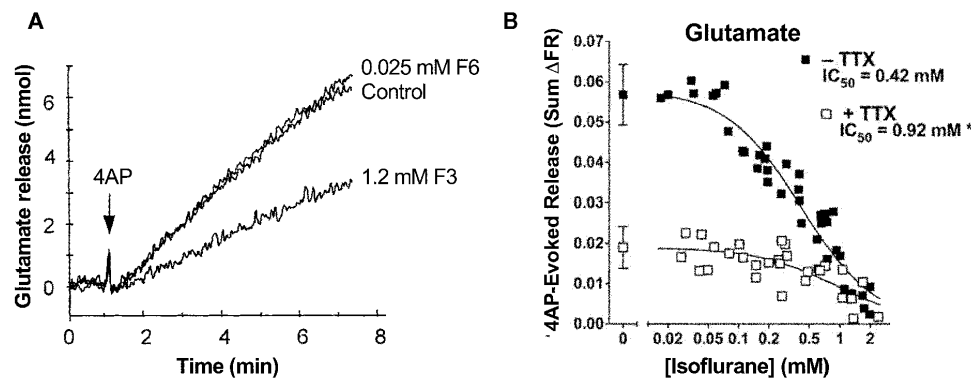 A
Glutamate release (nmol)
6
4
2
0
4AP
0.025 mM F6
Control
1.2 mM F3
0 2 4 6 8
Time (min)
B
Glutamate
4AP-Evoked Release (Sum ΔFR)
0.07
0.06
0.05
0.04
0.03
0.02
0.01
0.00
– TTX
IC50 = 0.42 mM
+ TTX
IC50 = 0.92 mM *
0 0.02 0.05 0.1 0.2 0.5 1 2
[Isoflurane] (mM)